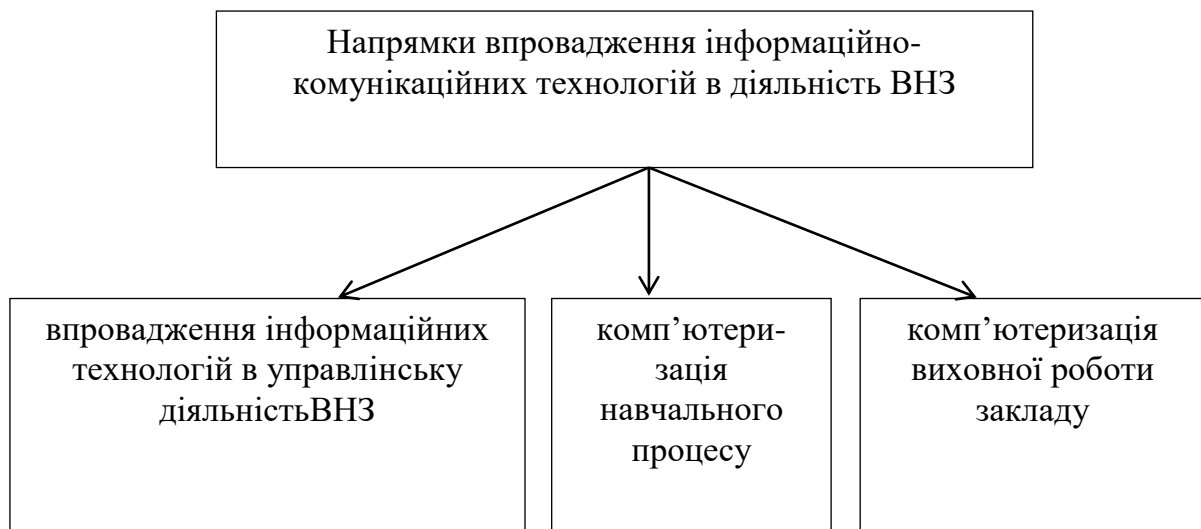 Напрямки впровадження інформаційно-
комунікаційних технологій в діяльність ВНЗ
впровадження інформаційних
технологій в управлінську
діяльністьВНЗ
комп’ютери-
зація
навчального
процесу
комп’ютеризація
виховної роботи
закладу